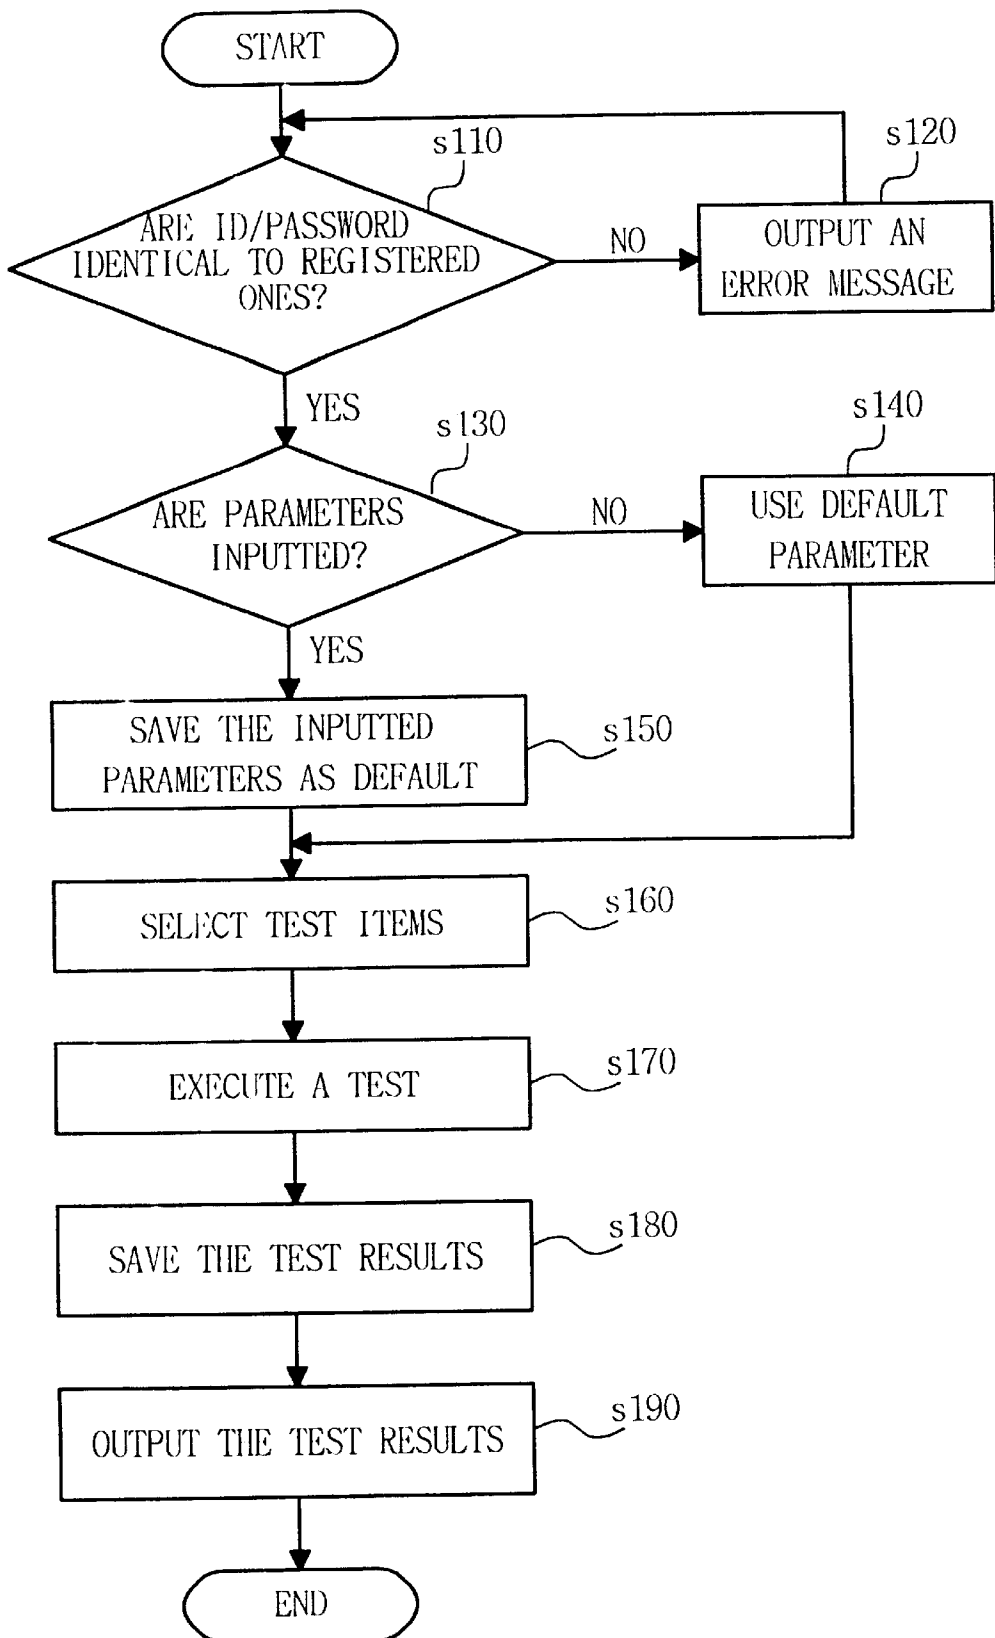 START
s110
s120
ARE ID/PASSWORD
IDENTICAL TO REGISTERED
ONES?
NO
OUTPUT AN
ERROR MESSAGE
YES
s130
s140
ARE PARAMETERS
INPUTTED?
NO
USE DEFAULT
PARAMETER
YES
SAVE THE INPUTTED
PARAMETERS AS DEFAULT
s150
SELECT TEST ITEMS
s160
EXECUTE A TEST
s170
SAVE THE TEST RESULTS
s180
OUTPUT THE TEST RESULTS
s190
END